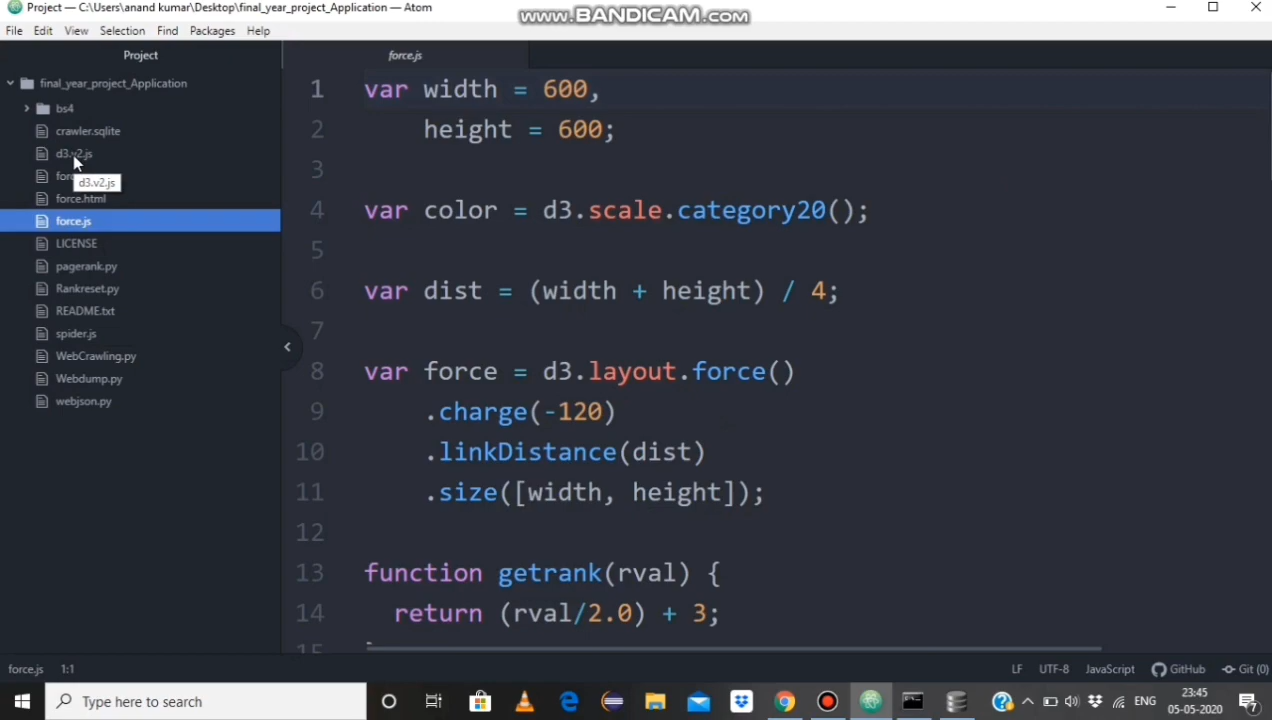 Project — C:\Users\anand kumar\Desktop\final_year_project_Application — Atom
www.BANDICAM.com
File Edit View Selection Find Packages Help
Project
force.js
final_year_project_Application
bs4
crawler.sqlite
d3.v2.js
d3.v2.js
force.html
force.js
LICENSE
pagerank.py
Rankreset.py
README.txt
spider.js
WebCrawling.py
Webdump.py
webjson.py
1 var width = 600,
2 height = 600;
3
4 var color = d3.scale.category20();
5
6 var dist = (width + height) / 4;
7
8 var force = d3.layout.force()
9 .charge(-120)
10 .linkDistance(dist)
11 .size([width, height]);
12
13 function getrank(rval) {
14 return (rval/2.0) + 3;
force.js 1:1 LF UTF-8 JavaScript GitHub Git (0)
Type here to search
ENG
23:45
05-05-2020
7